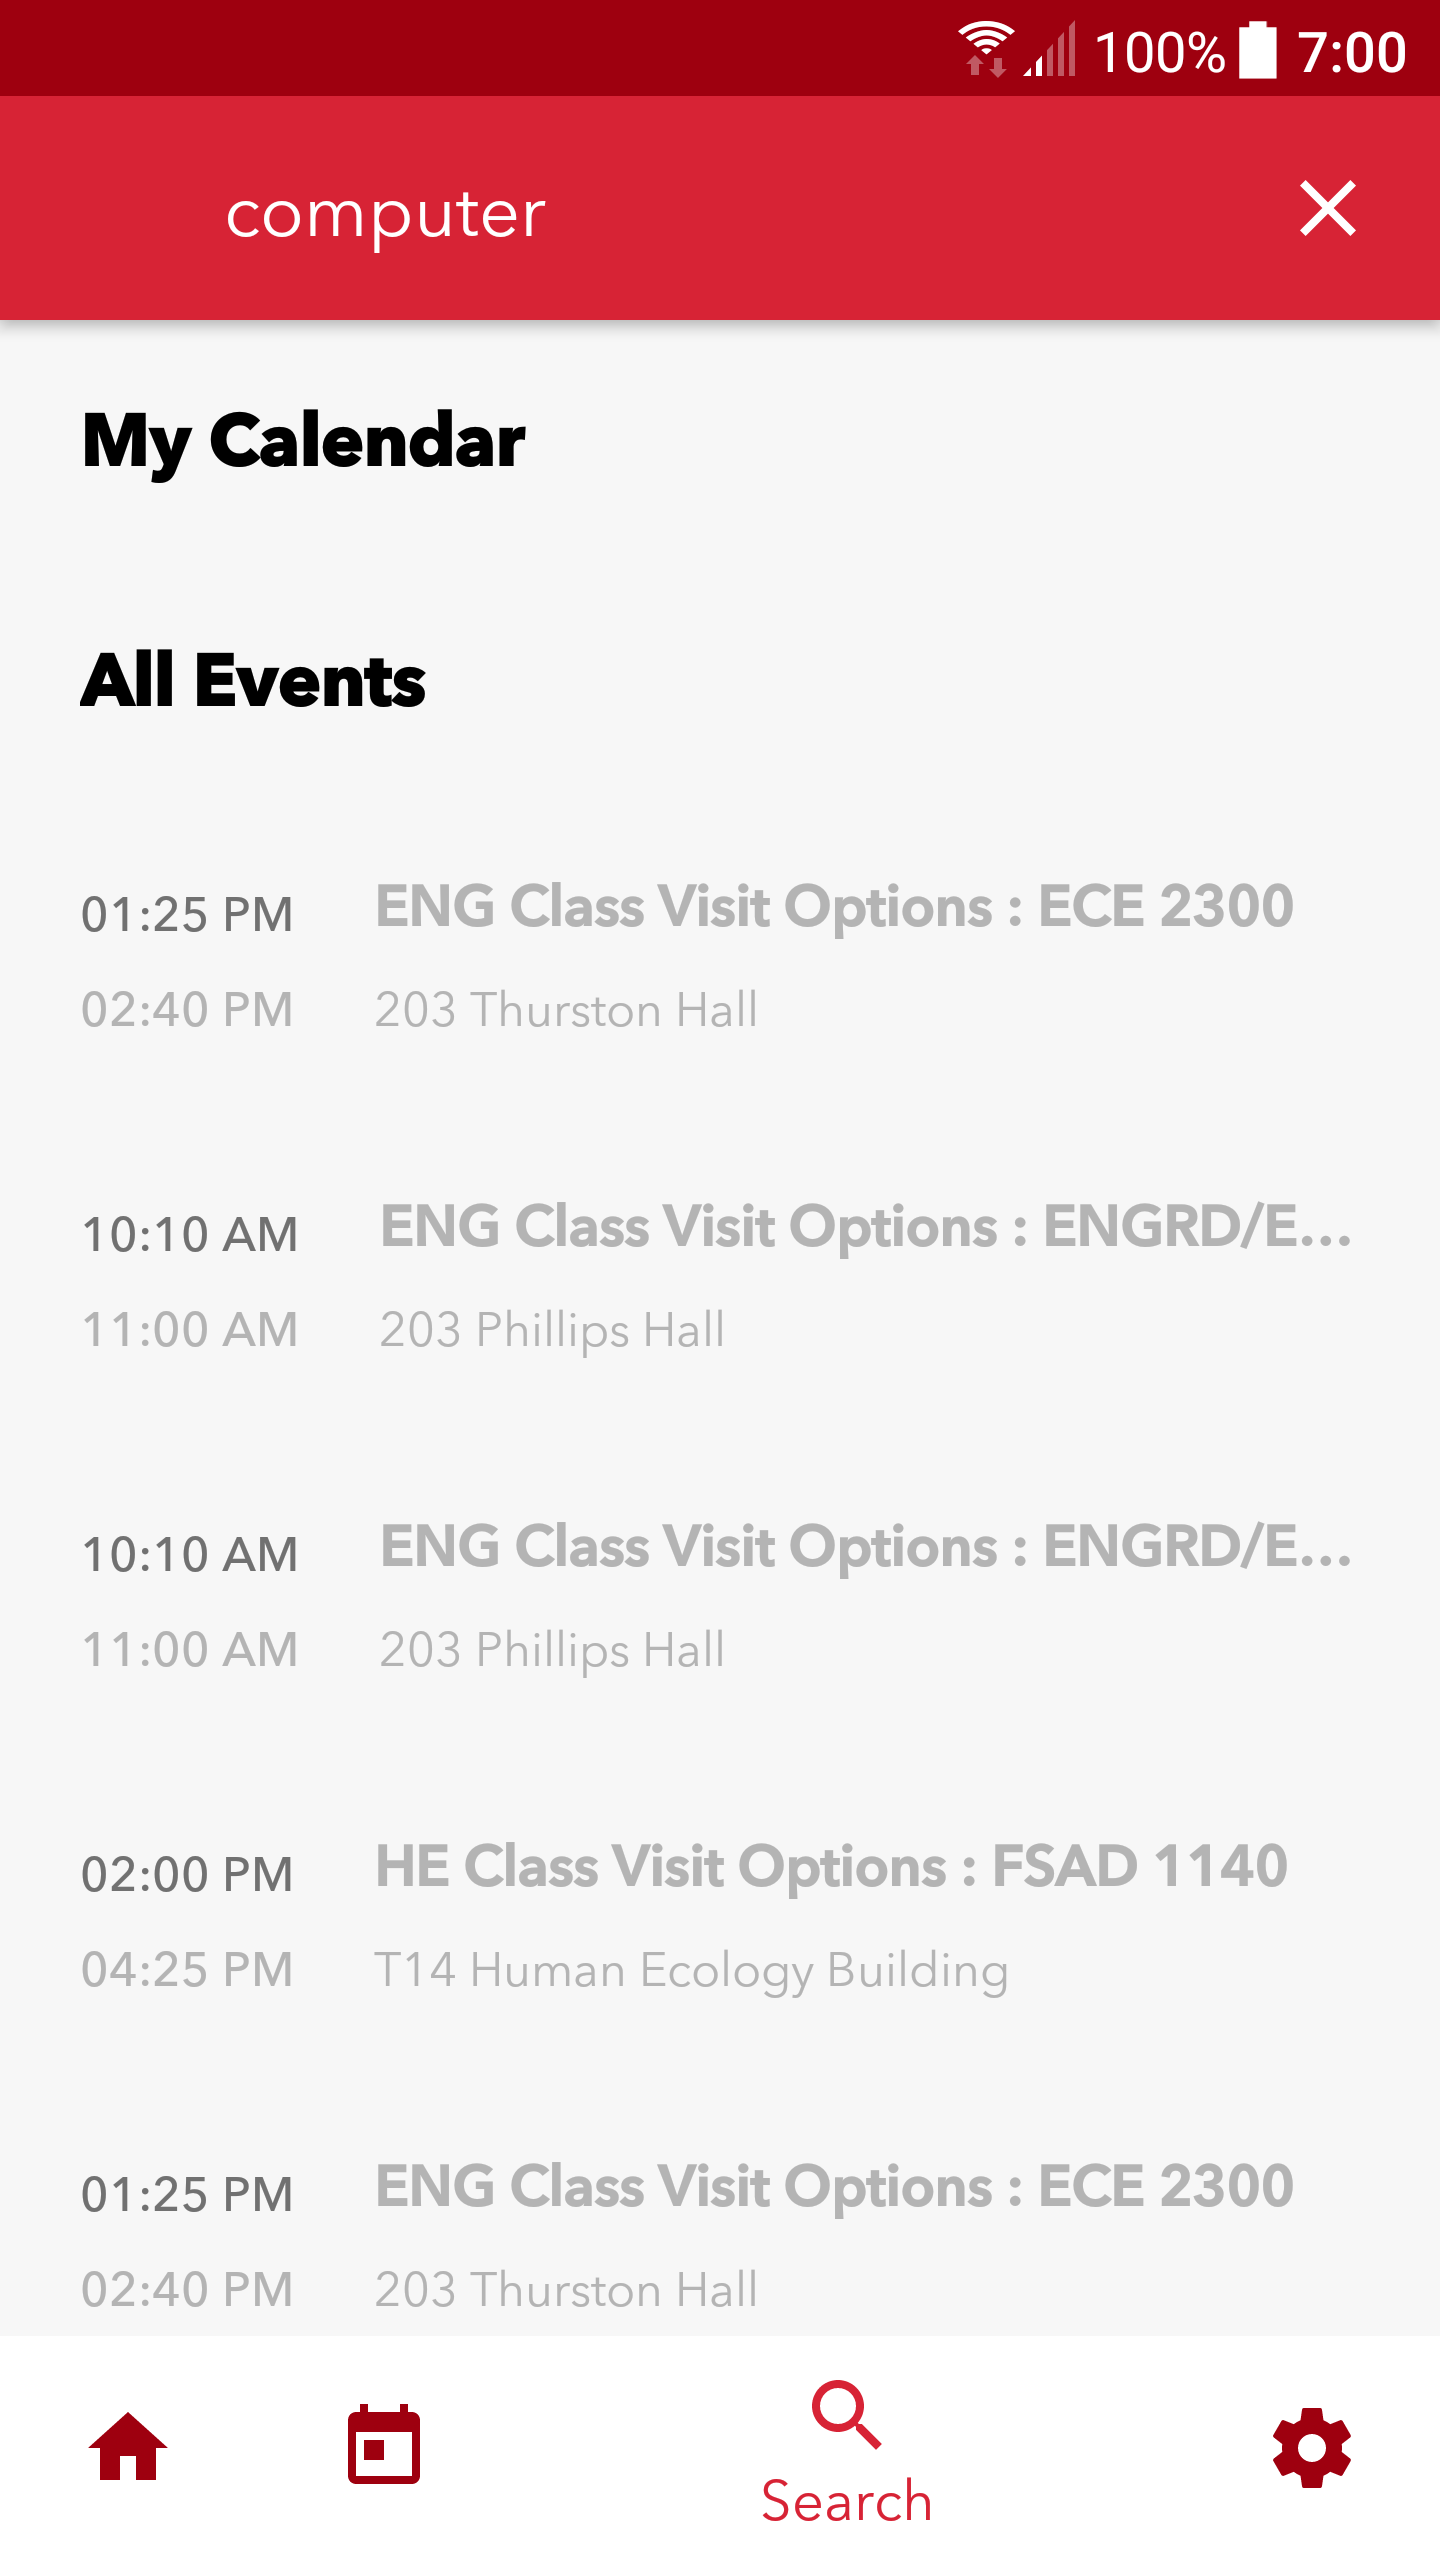 100% 7:00
computer
My Calendar
All Events
01:25 PM ENG Class Visit Options : ECE 2300
02:40 PM 203 Thurston Hall
10:10 AM ENG Class Visit Options : ENGRD/E...
11:00 AM 203 Phillips Hall
10:10 AM ENG Class Visit Options : ENGRD/E...
11:00 AM 203 Phillips Hall
02:00 PM HE Class Visit Options : FSAD 1140
04:25 PM T14 Human Ecology Building
01:25 PM ENG Class Visit Options : ECE 2300
02:40 PM 203 Thurston Hall
Search